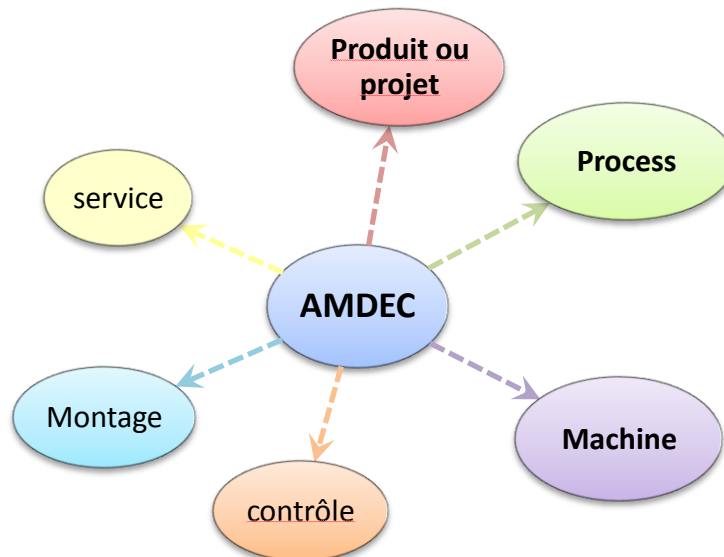 Produit ou
projet
Process
service
AMDEC
Montage
Machine
contrôle